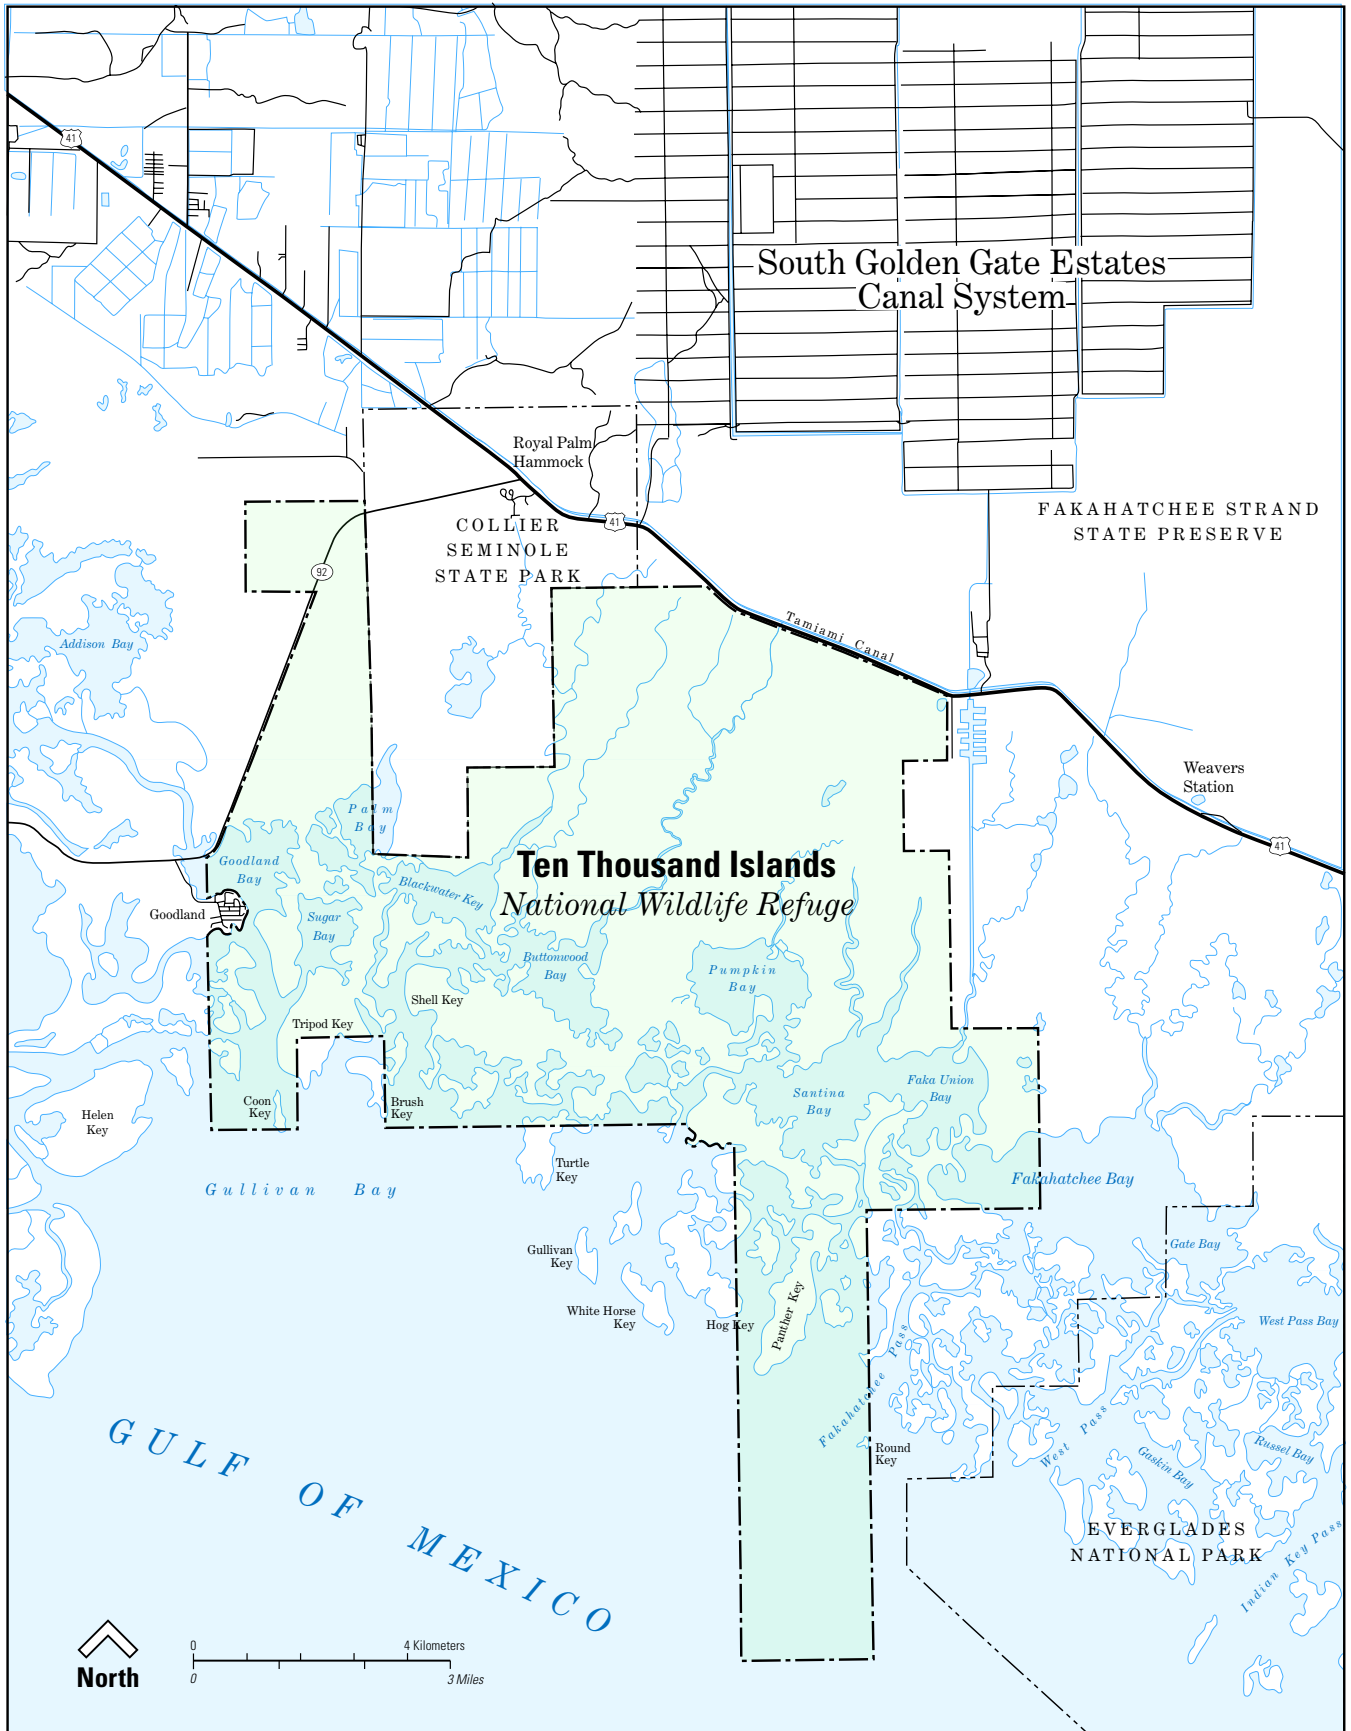 41
South Golden Gate Estates
Canal System
Royal Palm
Hammock
41
COLLIER
SEMINOLE
STATE PARK
FAKAHATCHEE STRAND
STATE PRESERVE
92
Tamiami Canal
Addison Bay
Weavers
Station
41
Palm
Bay
Goodland
Bay
Ten Thousand Islands
National Wildlife Refuge
Blackwater Key
Goodland
Sugar
Bay
Buttonwood
Bay
Pumpkin
Bay
Shell Key
Tripod Key
Santina
Bay
Faka Union
Bay
Coon
Key
Brush
Key
Helen
Key
Turtle
Key
Gullivan Bay
Fakahatchee Bay
Gate Bay
Gullivan
Key
White Horse
Key
Hog Key
Panther Key
Fakahatchee Pass
West Pass Bay
Round
Key
West Pass
Gaskin Bay
Russel Bay
GULF OF MEXICO
EVERGLADES
NATIONAL PARK
Indian Key Pass
North
0
4 Kilometers
0
3 Miles